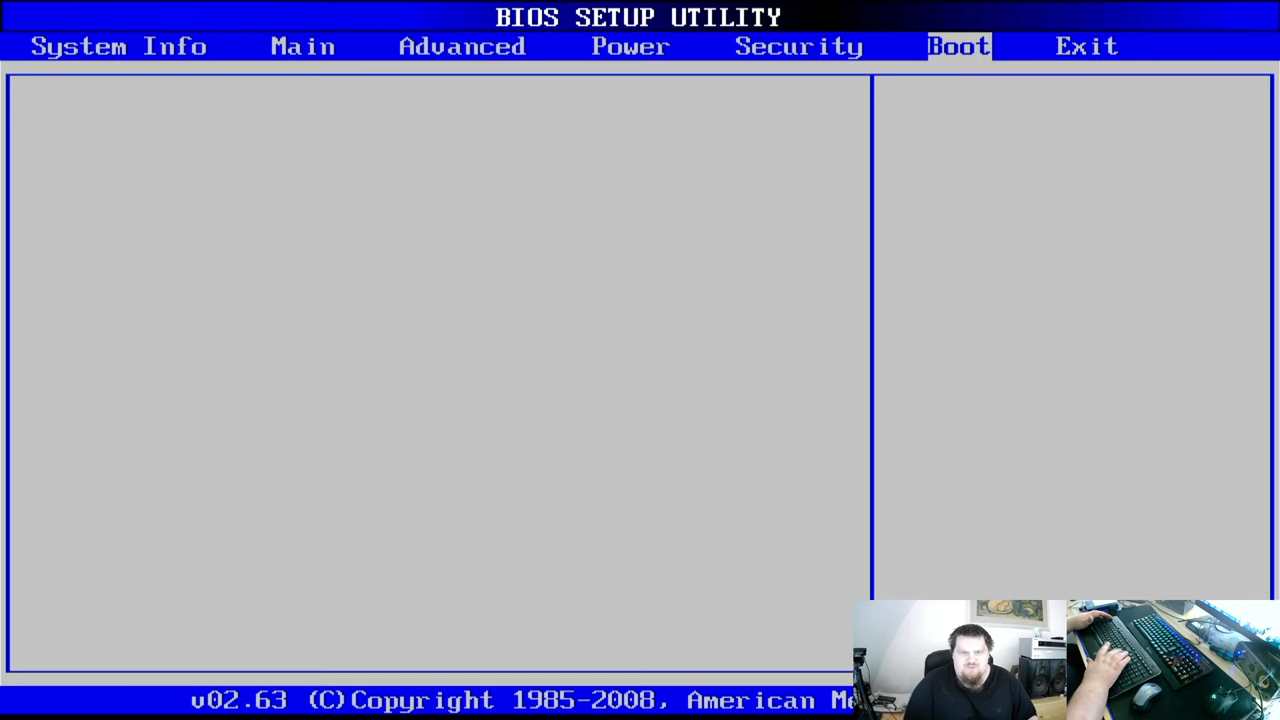 BIOS SETUP UTILITY
System Info Main Advanced Power Security Boot Exit
v02.63 (C)Copyright 1985-2008, American